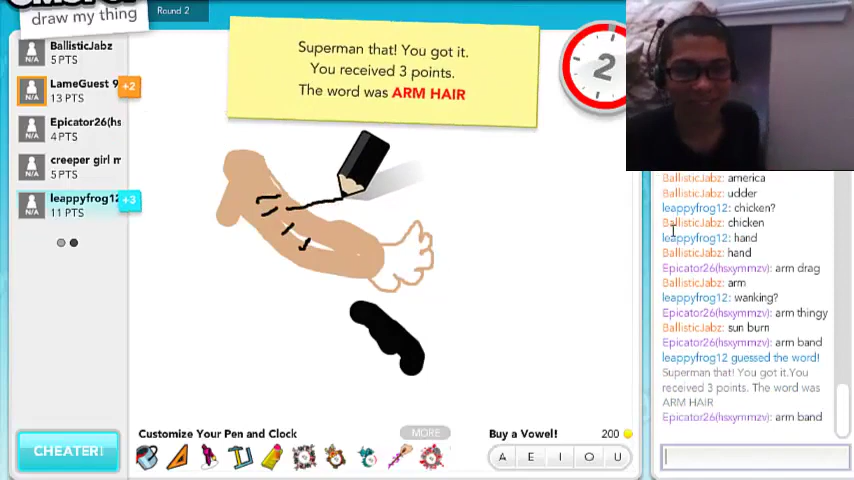 draw my thing
Round 2
BallisticJabz
5 PTS
LameGuest 9
13 PTS
+2
Epicator26(hs
4 PTS
creeper girl m
5 PTS
leappyfrog12
11 PTS
+3
N/A
N/A
N/A
N/A
N/A
Superman that! You got it.
You received 3 points.
The word was ARM HAIR
2
BallisticJabz: america
BallisticJabz: udder
leappyfrog12: chicken?
BallisticJabz: chicken
leappyfrog12: hand
BallisticJabz: hand
Epicator26(hsxymmzv): arm drag
BallisticJabz: arm
leappyfrog12: wanking?
Epicator26(hsxymmzv): arm thingy
BallisticJabz: sun burn
Epicator26(hsxymmzv): arm band
leappyfrog12 guessed the word!
Superman that! You got it.You
received 3 points. The word was
ARM HAIR
Epicator26(hsxymmzv): arm band
CHEATER!
Customize Your Pen and Clock
MORE
Buy a Vowel!
200
A E I O U